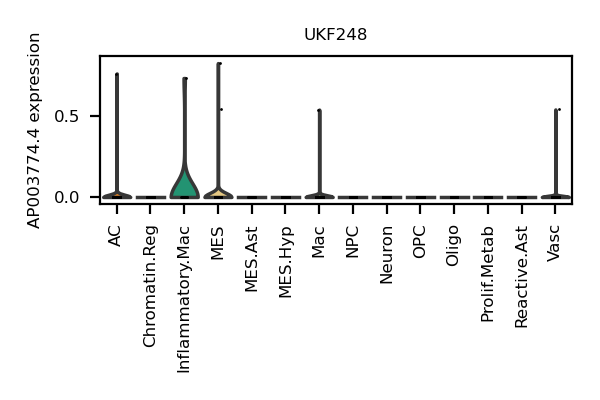 UKF248
AP003774.4 expression
0.5
0.0
AC
Chromatin.Reg
Inflammatory.Mac
MES
MES.Ast
MES.Hyp
Mac
NPC
Neuron
OPC
Oligo
Prolif.Metab
Reactive.Ast
Vasc